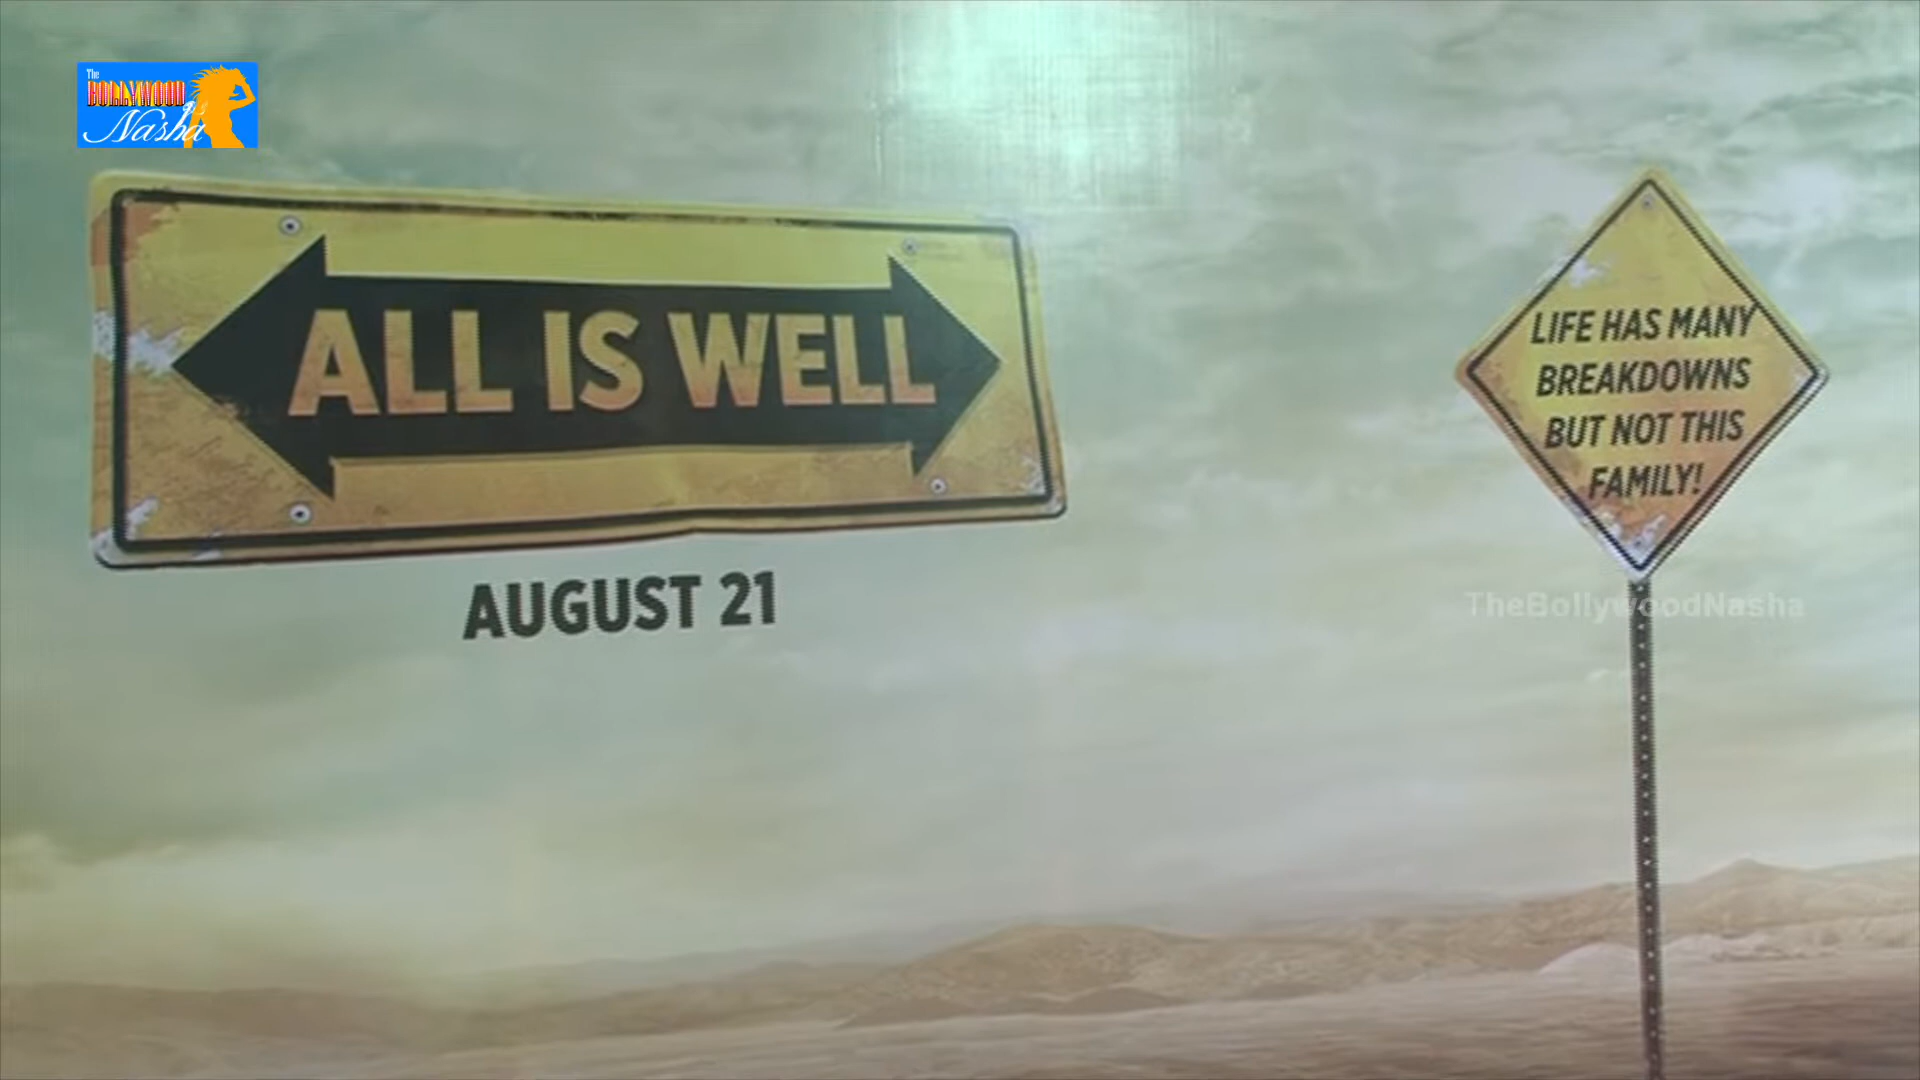 The
BOLLYWOOD
Nasha
ALL IS WELL
AUGUST 21
LIFE HAS MANY
BREAKDOWNS
BUT NOT THIS
FAMILY!
TheBollywoodNasha